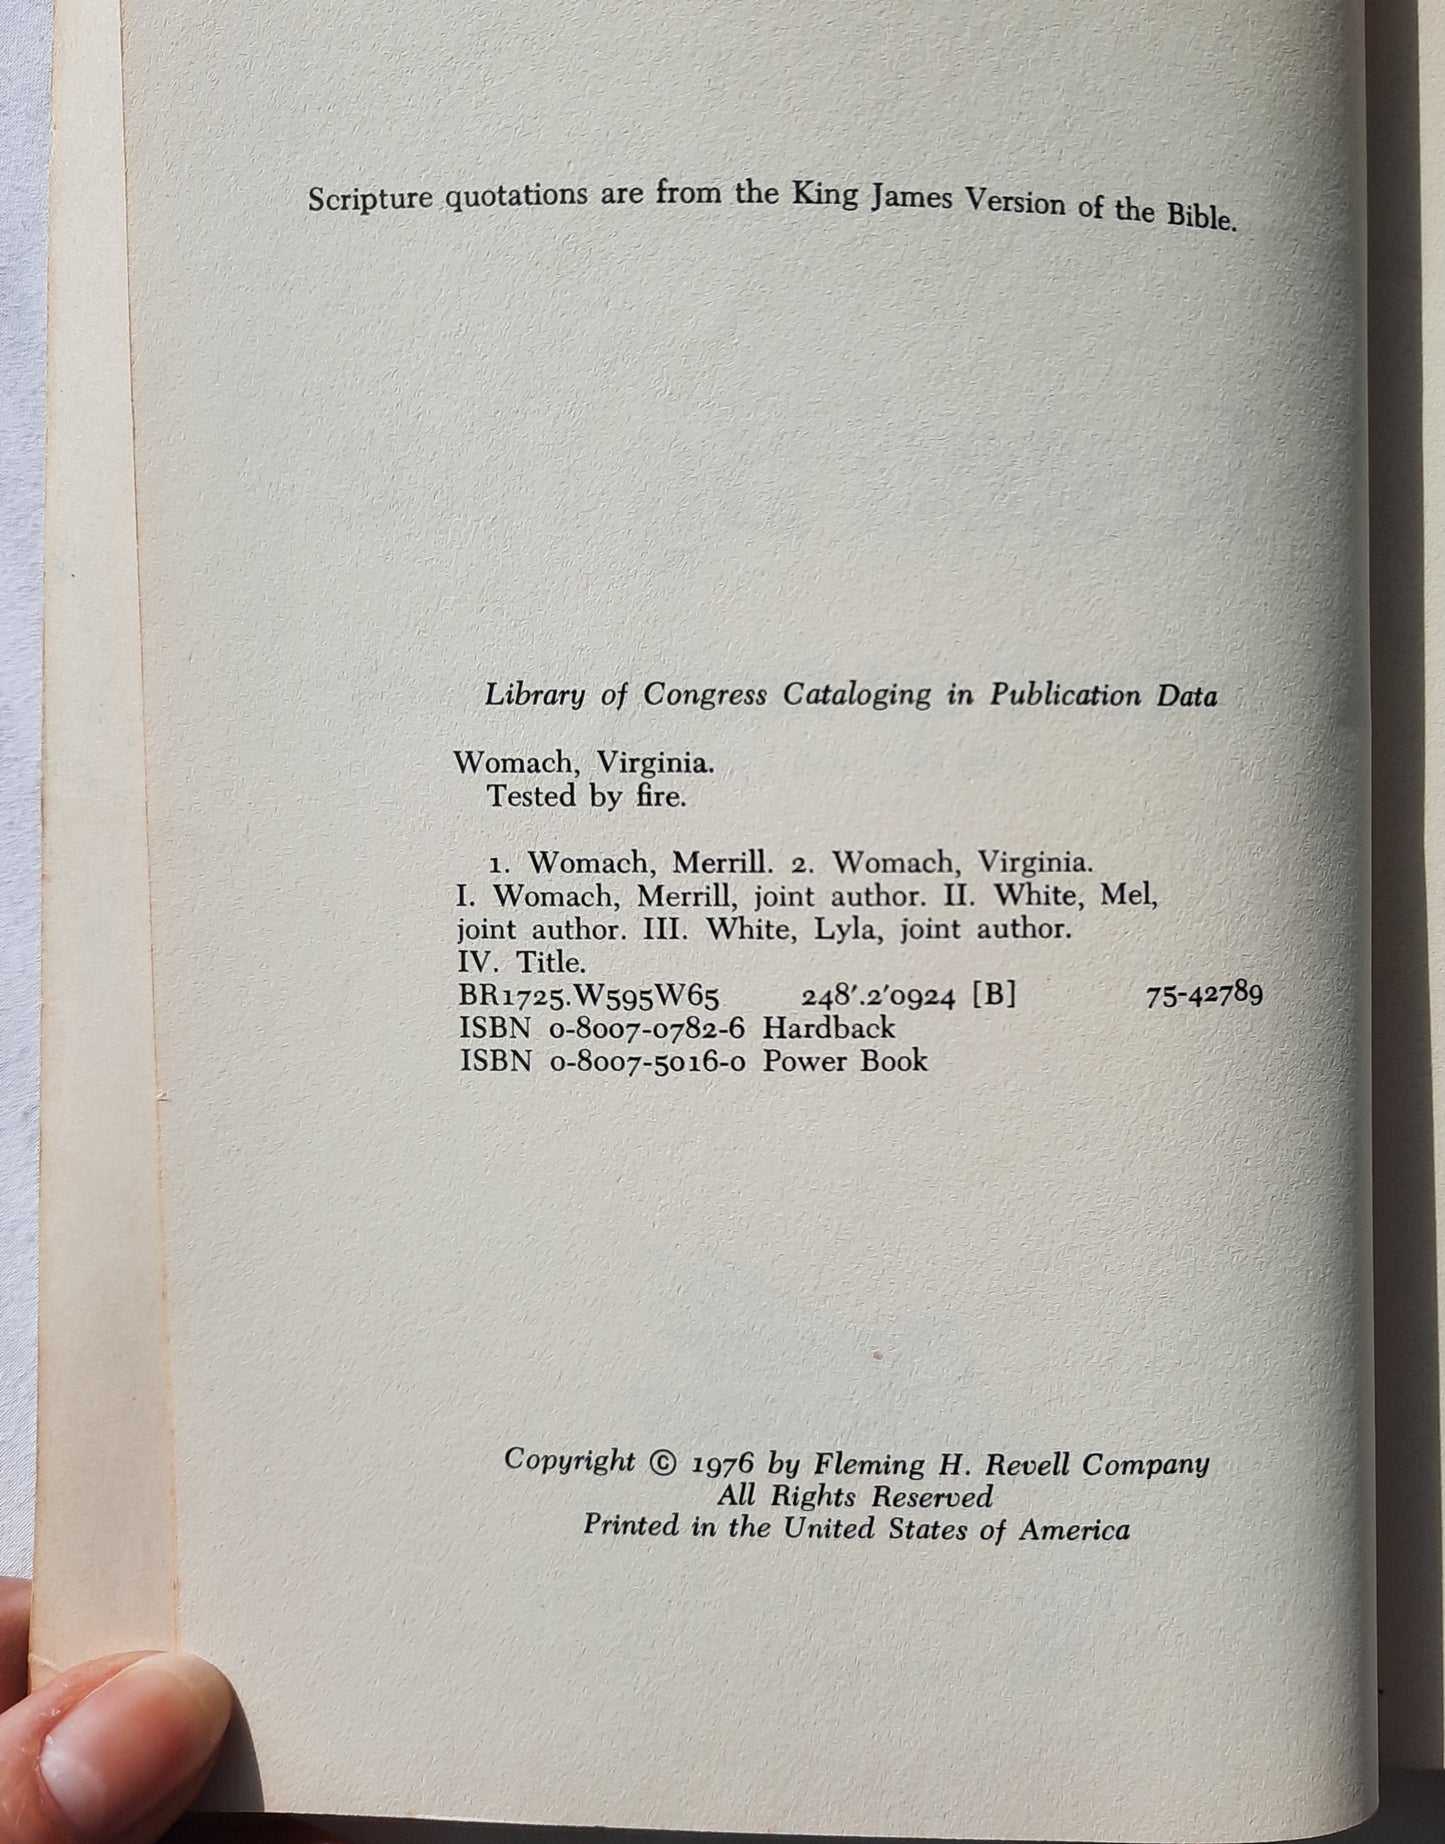 Scripture quotations are from the King James Version of the Bible.
Library of Congress Cataloging in Publication Data
Womach, Virginia.
Tested by fire.
1. Womach, Merrill. 2. Womach, Virginia.
I. Womach, Merrill, joint author. II. White, Mel,
joint author. III. White, Lyla, joint author.
IV. Title.
BR1725.W595W65 248′.2′0924 [B] 75-42789
ISBN 0-8007-0782-6 Hardback
ISBN 0-8007-5016-0 Power Book
Copyright © 1976 by Fleming H. Revell Company
All Rights Reserved
Printed in the United States of America